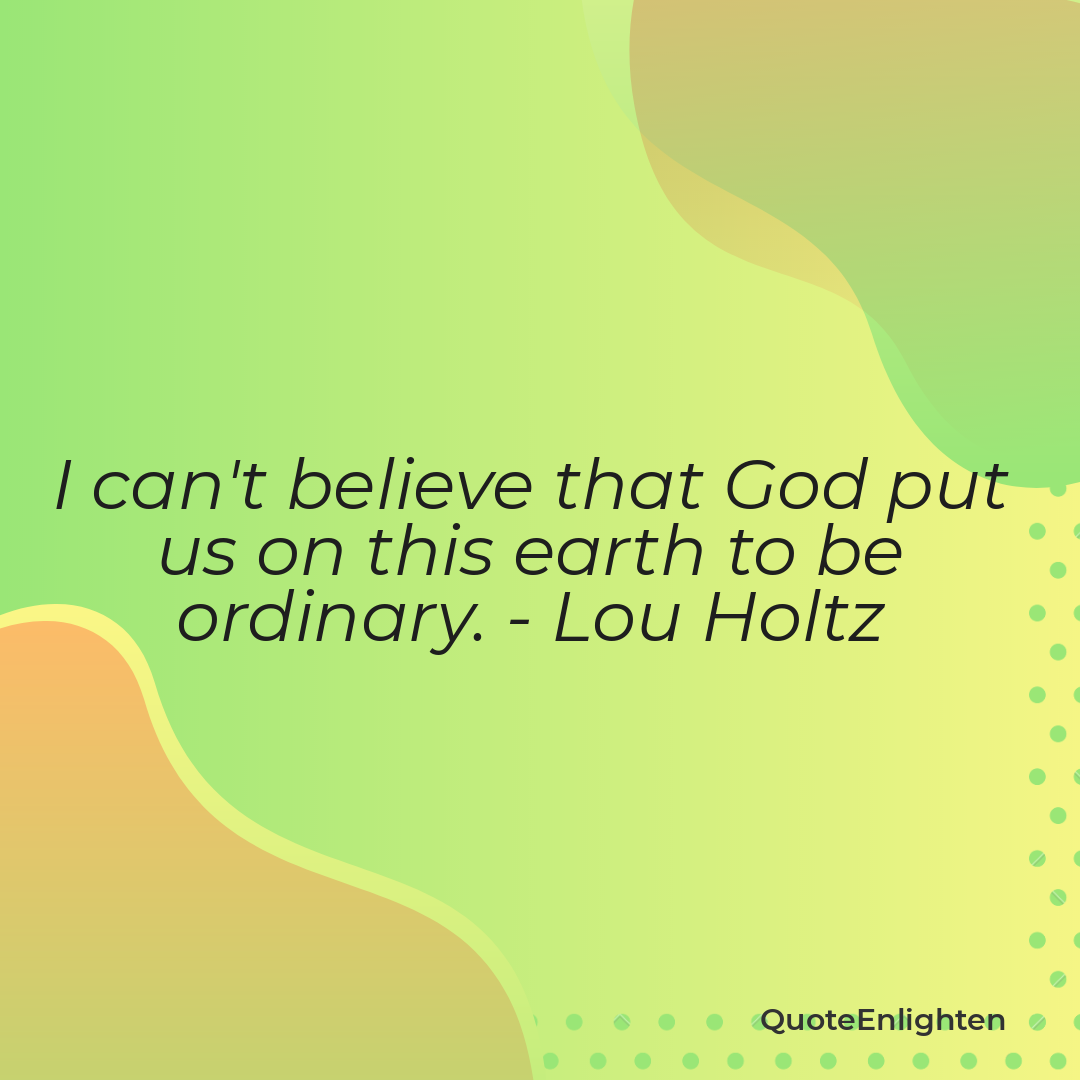 I can't believe that God put
us on this earth to be
ordinary. - Lou Holtz
QuoteEnlighten